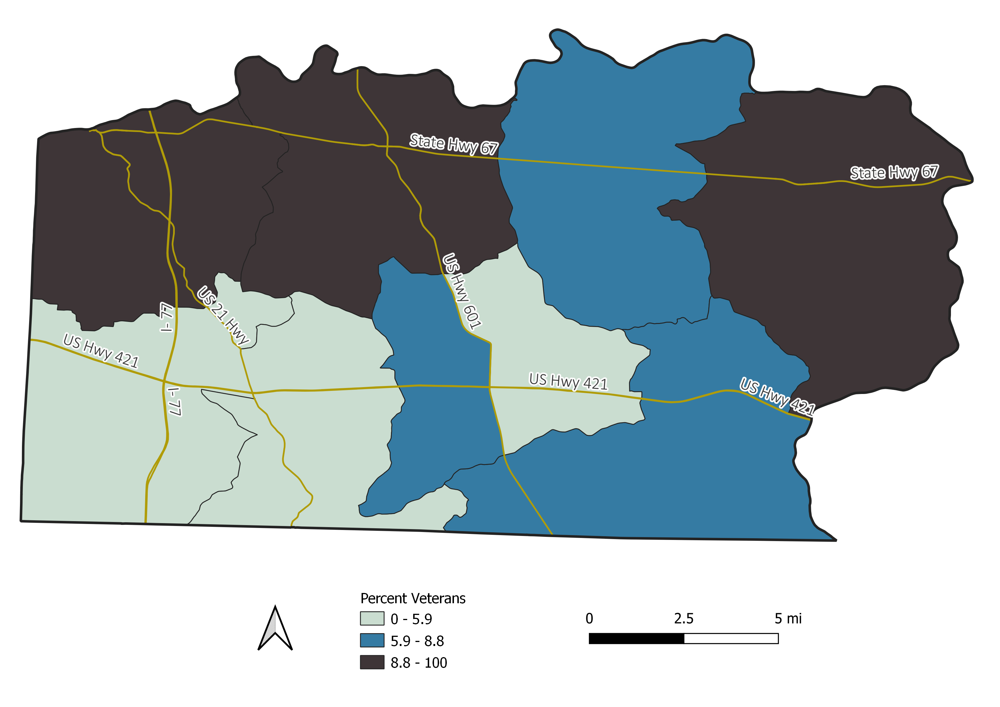 State Hwy 67
State Hwy 67
US Hwy 601
US 21 Hwy
I- 77
US Hwy 421
US Hwy 421
US Hwy 421
I- 77
Percent Veterans
0 - 5.9
5.9 - 8.8
8.8 - 100
0 2.5 5 mi